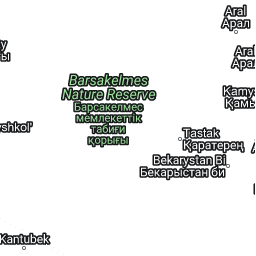 Aral
Арал
Barsakelmes
Nature Reserve
Барсакелмес
мемлекеттік
табиғи
қорығы
Tastak
Қаратерең
Bekarystan Bi
Бекарыстан би
Kantubek